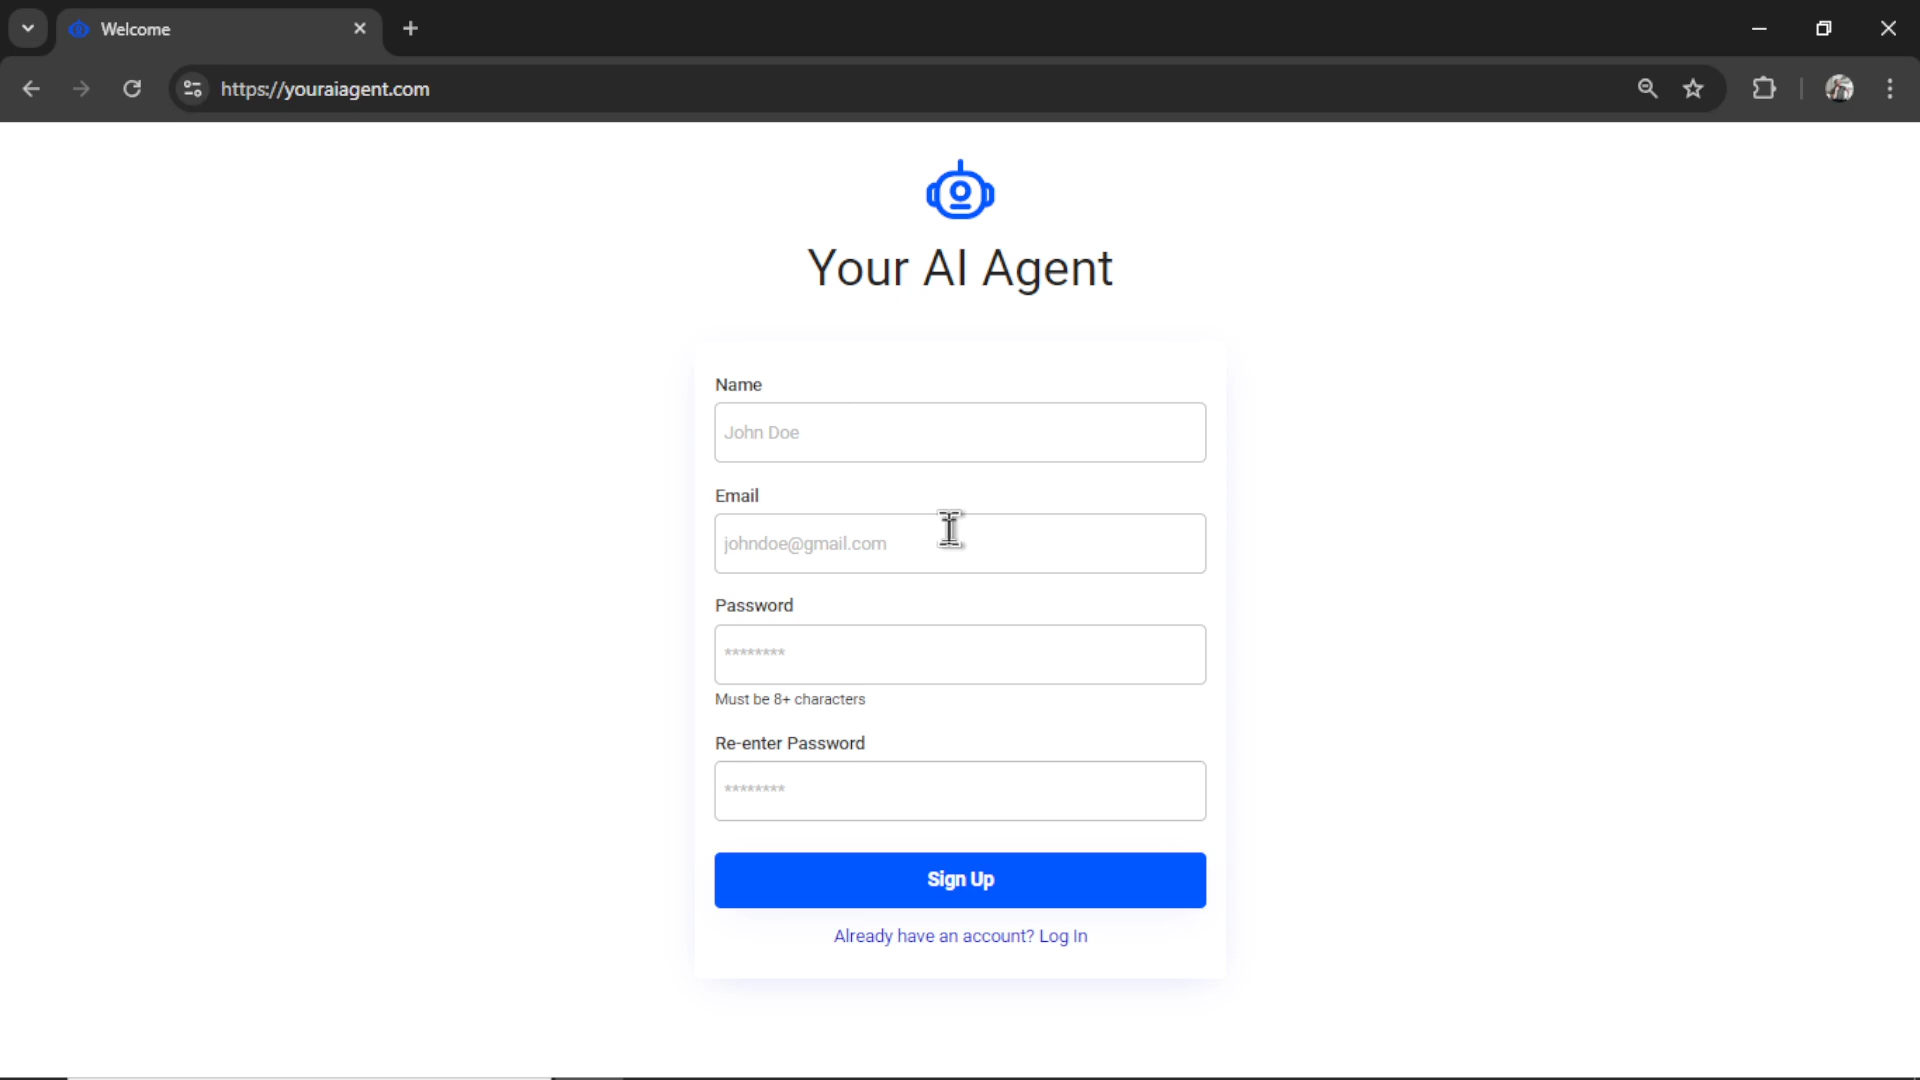 Welcome
https://youraiagent.com
Your AI Agent
Name
John Doe
Email
johndoe@gmail.com
Password
********
Must be 8+ characters
Re-enter Password
********
Sign Up
Already have an account? Log In